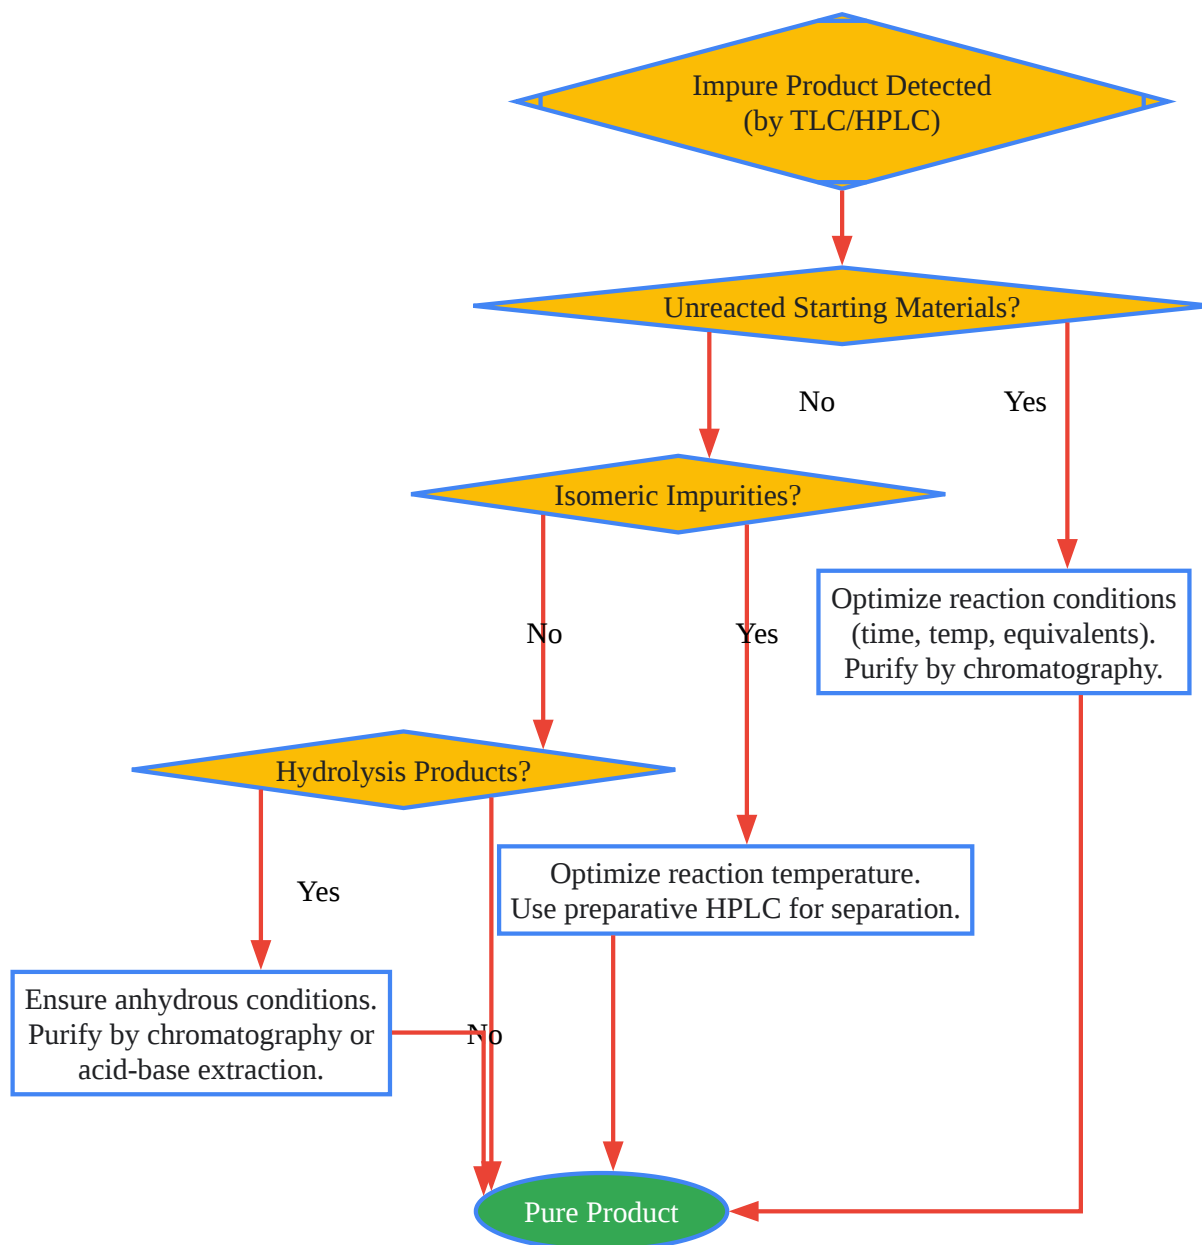 Impure Product Detected
(by TLC/HPLC)
Unreacted Starting Materials?
No
Yes
Isomeric Impurities?
Optimize reaction conditions
(time, temp, equivalents).
Purify by chromatography.
No
Yes
Hydrolysis Products?
Optimize reaction temperature.
Use preparative HPLC for separation.
Yes
Ensure anhydrous conditions.
Purify by chromatography or
acid-base extraction.
No
Pure Product